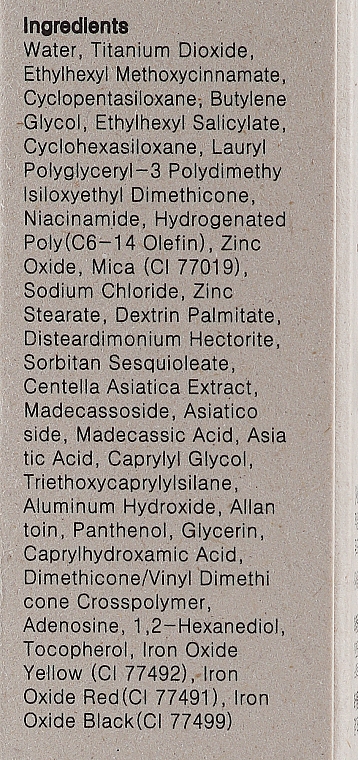 Ingredients
Water, Titanium Dioxide,
Ethylhexyl Methoxycinnamate,
Cyclopentasiloxane, Butylene
Glycol, Ethylhexyl Salicylate,
Cyclohexasiloxane, Lauryl
Polyglyceryl-3 Polydimethy
lsiloxyethyl Dimethicone,
Niacinamide, Hydrogenated
Poly(C6-14 Olefin), Zinc
Oxide, Mica (CI 77019),
Sodium Chloride, Zinc
Stearate, Dextrin Palmitate,
Disteardimonium Hectorite,
Sorbitan Sesquioleate,
Centella Asiatica Extract,
Madecassoside, Asiatico
side, Madecassic Acid, Asia
tic Acid, Caprylyl Glycol,
Triethoxycaprylylsilane,
Aluminum Hydroxide, Allan
toin, Panthenol, Glycerin,
Caprylhydroxamic Acid,
Dimethicone/Vinyl Dimethi
cone Crosspolymer,
Adenosine, 1,2-Hexanediol,
Tocopherol, Iron Oxide
Yellow (CI 77492), Iron
Oxide Red(CI 77491), Iron
Oxide Black(CI 77499)